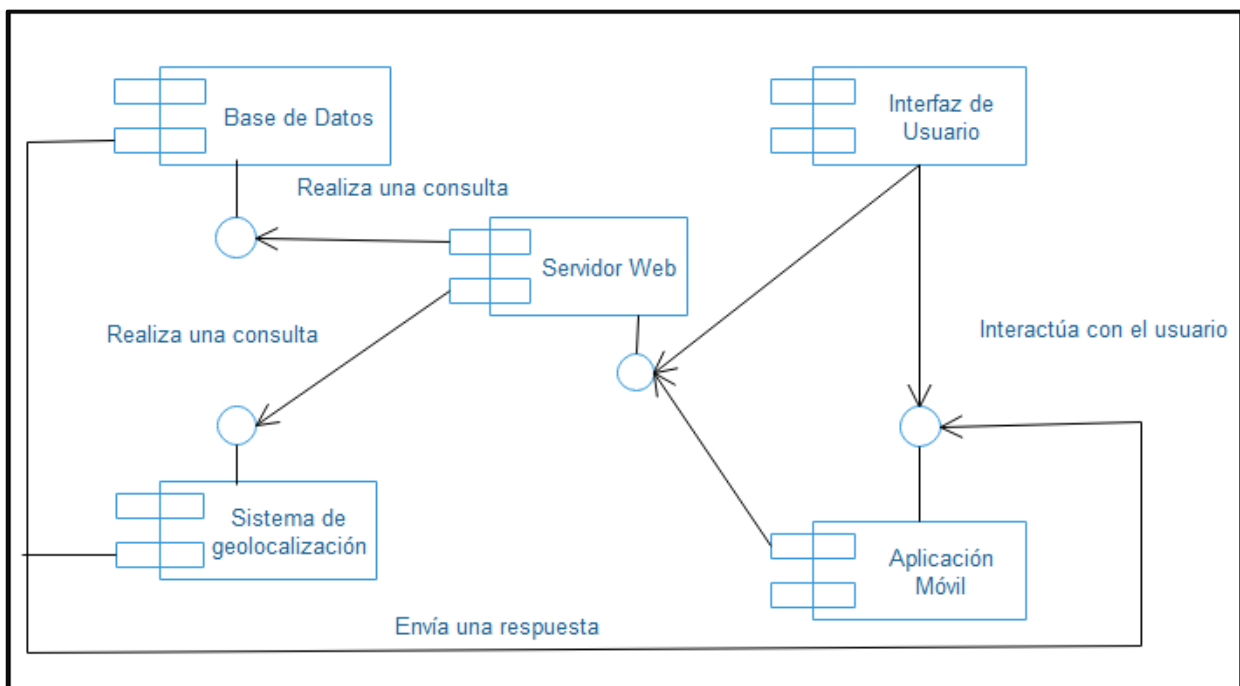 Base de Datos
Interfaz de
Usuario
Realiza una consulta
Servidor Web
Realiza una consulta
Interactúa con el usuario
Sistema de
geolocalización
Aplicación
Móvil
Envía una respuesta